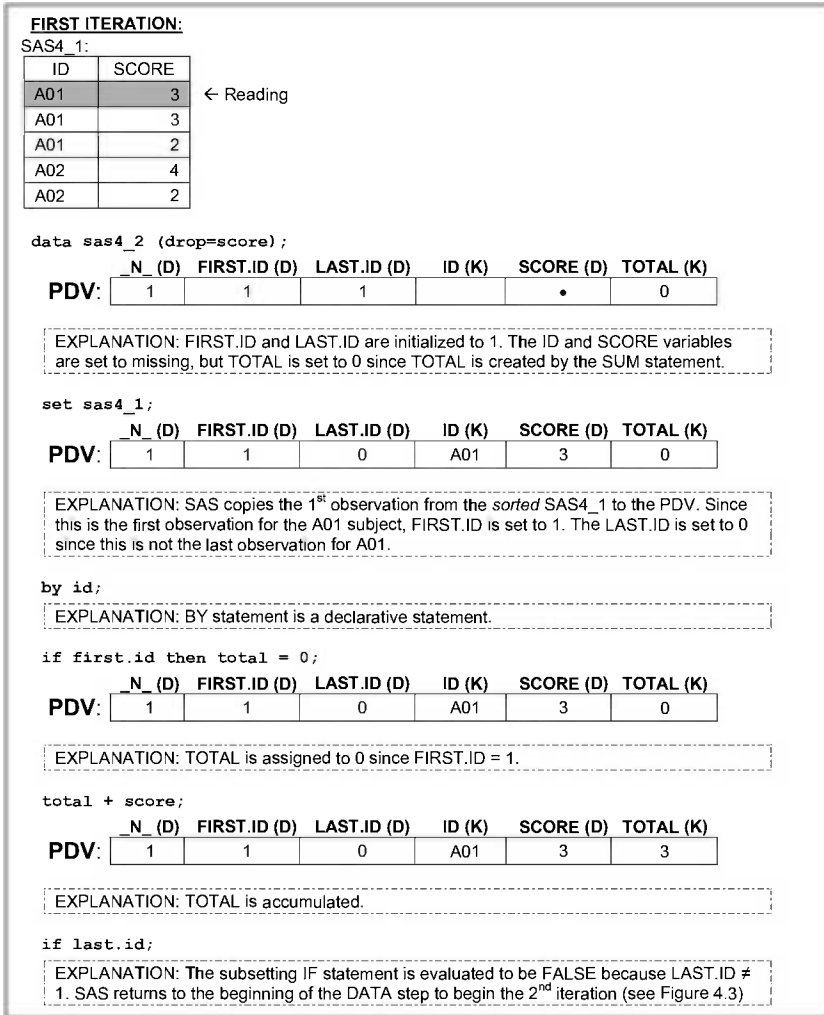 FIRST ITERATION:
SAS4_1:
ID SCORE
A01 3 ← Reading
A01 3
A01 2
A02 4
A02 2
data sas4_2 (drop=score);
_N_ (D) FIRST.ID (D) LAST.ID (D) ID (K) SCORE (D) TOTAL (K)
PDV: 1 1 1 • 0
EXPLANATION: FIRST.ID and LAST.ID are initialized to 1. The ID and SCORE variables
are set to missing, but TOTAL is set to 0 since TOTAL is created by the SUM statement.
set sas4_1;
_N_ (D) FIRST.ID (D) LAST.ID (D) ID (K) SCORE (D) TOTAL (K)
PDV: 1 1 0 A01 3 0
EXPLANATION: SAS copies the 1st observation from the sorted SAS4_1 to the PDV. Since
this is the first observation for the A01 subject, FIRST.ID is set to 1. The LAST.ID is set to 0
since this is not the last observation for A01.
by id;
EXPLANATION: BY statement is a declarative statement.
if first.id then total = 0;
_N_ (D) FIRST.ID (D) LAST.ID (D) ID (K) SCORE (D) TOTAL (K)
PDV: 1 1 0 A01 3 0
EXPLANATION: TOTAL is assigned to 0 since FIRST.ID = 1.
total + score;
_N_ (D) FIRST.ID (D) LAST.ID (D) ID (K) SCORE (D) TOTAL (K)
PDV: 1 1 0 A01 3 3
EXPLANATION: TOTAL is accumulated.
if last.id;
EXPLANATION: The subsetting IF statement is evaluated to be FALSE because LAST.ID ≠
1. SAS returns to the beginning of the DATA step to begin the 2nd iteration (see Figure 4.3)